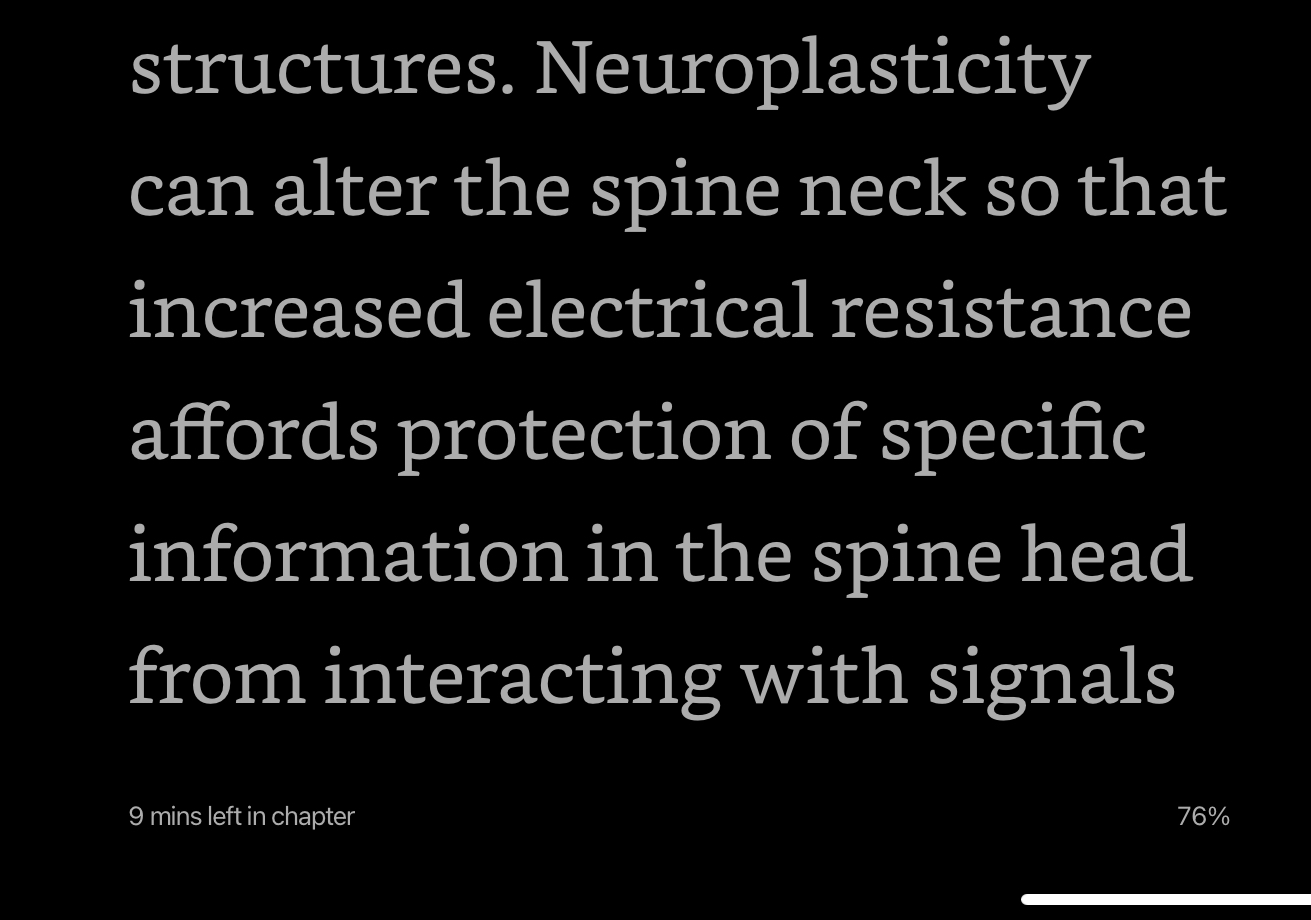 structures. Neuroplasticity
can alter the spine neck so that
increased electrical resistance
affords protection of specific
information in the spine head
from interacting with signals
9 mins left in chapter
76%